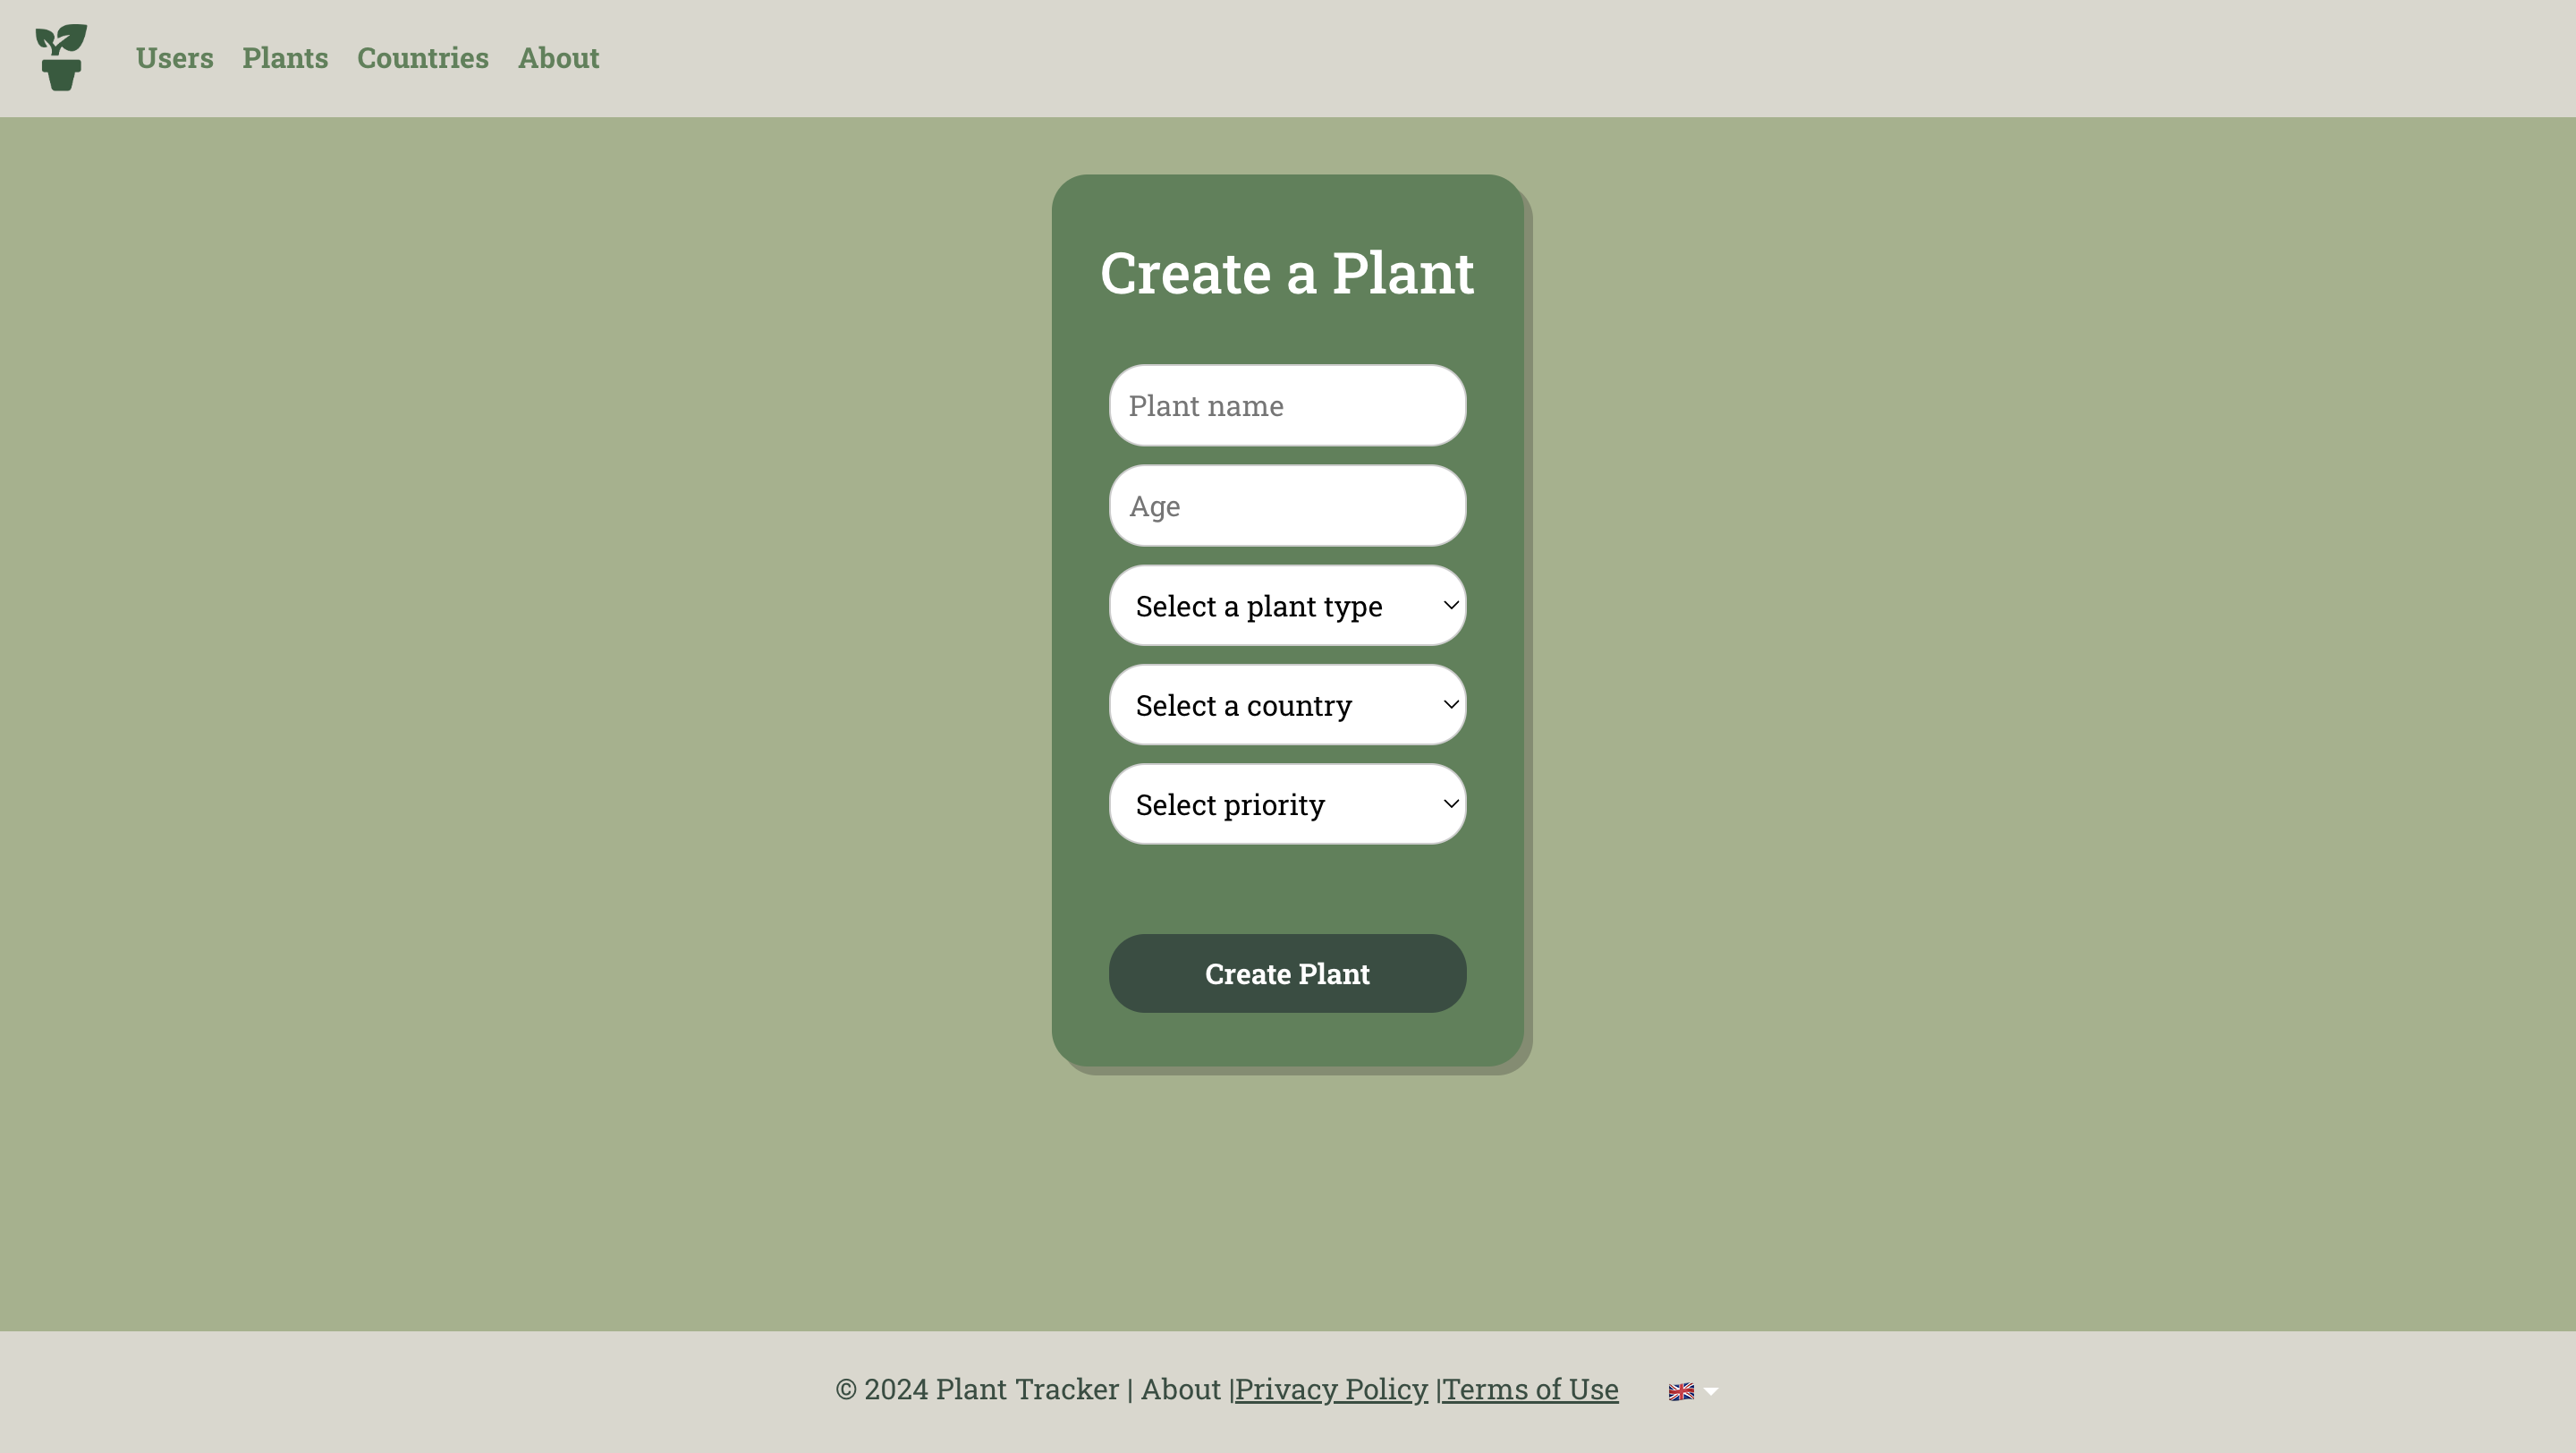 Users Plants Countries About
Create a Plant
Plant name
Age
Select a plant type
Select a country
Select priority
Create Plant
© 2024 Plant Tracker | About |Privacy Policy |Terms of Use